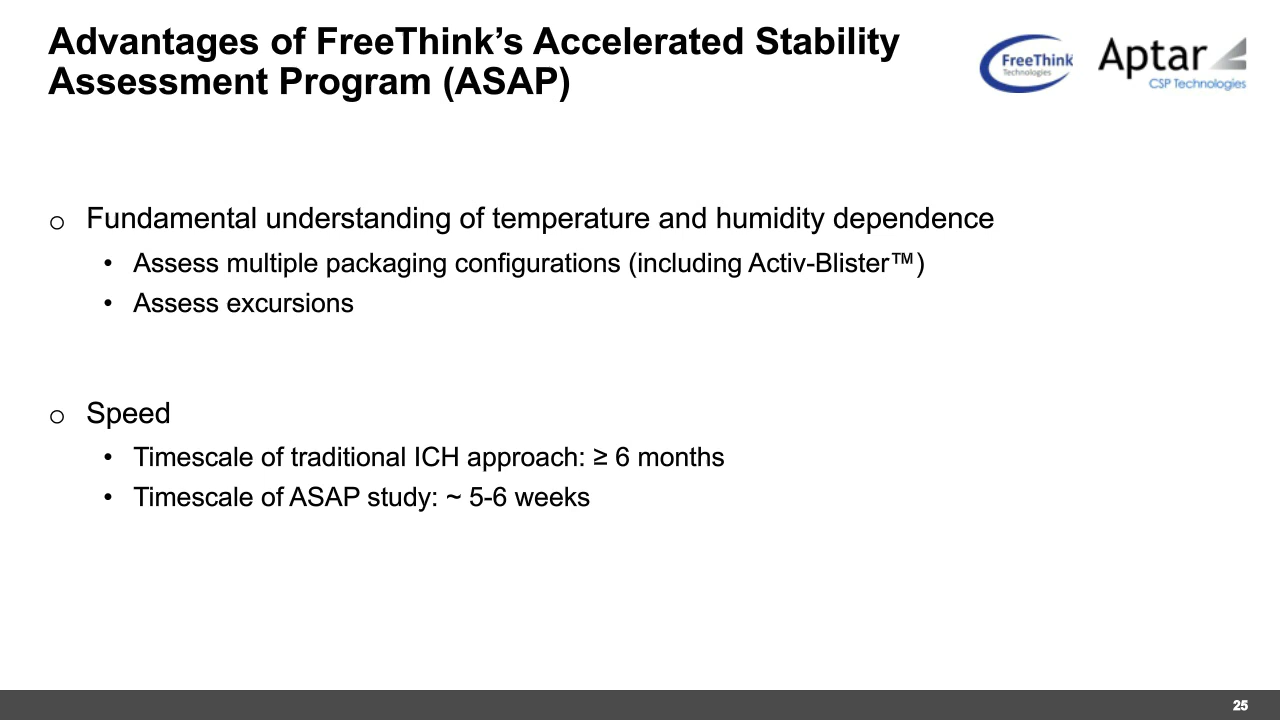 Advantages of FreeThink’s Accelerated Stability
Assessment Program (ASAP)
FreeThink
Technologies
Aptar
CSP Technologies
o Fundamental understanding of temperature and humidity dependence
• Assess multiple packaging configurations (including Activ-Blister™)
• Assess excursions
o Speed
• Timescale of traditional ICH approach: ≥ 6 months
• Timescale of ASAP study: ~ 5-6 weeks
25